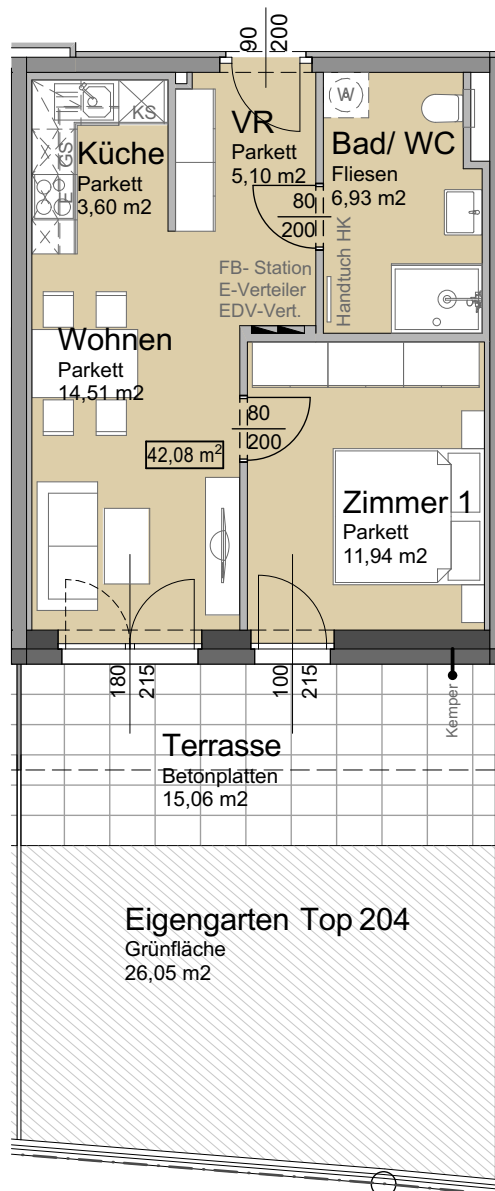 90
200
KS
GS
E
W
VR
Parkett
5,10 m2
Küche
Parkett
3,60 m2
Bad/ WC
Fliesen
6,93 m2
80
200
Handtuch HK
FB- Station
E-Verteiler
EDV-Vert.
Wohnen
Parkett
14,51 m2
80
200
42,08 m²
Zimmer 1
Parkett
11,94 m2
180
215
100
215
Kemper
Terrasse
Betonplatten
15,06 m2
Eigengarten Top 204
Grünfläche
26,05 m2